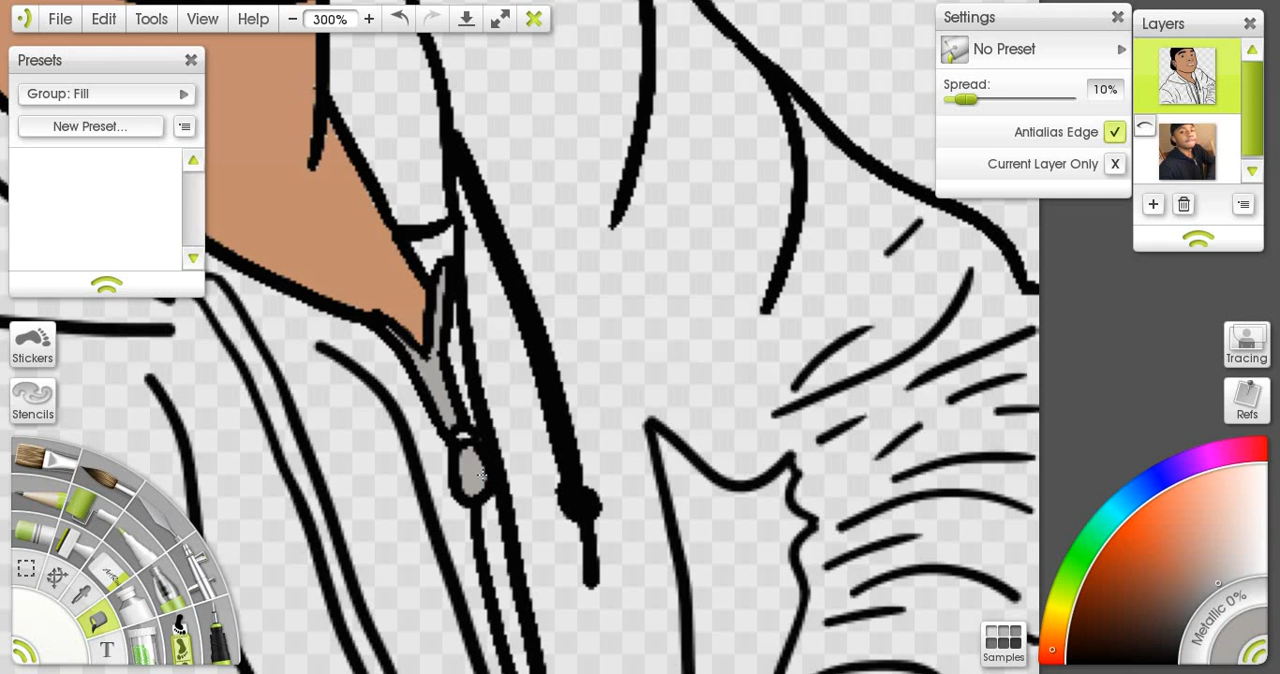 File Edit Tools View Help − 300% +
Presets
Group: Fill
New Preset...
Stickers
Stencils
T
Settings
No Preset
Spread:
10%
Antialias Edge
Current Layer Only X
Layers
Tracing
Refs
Samples
Metallic 0%